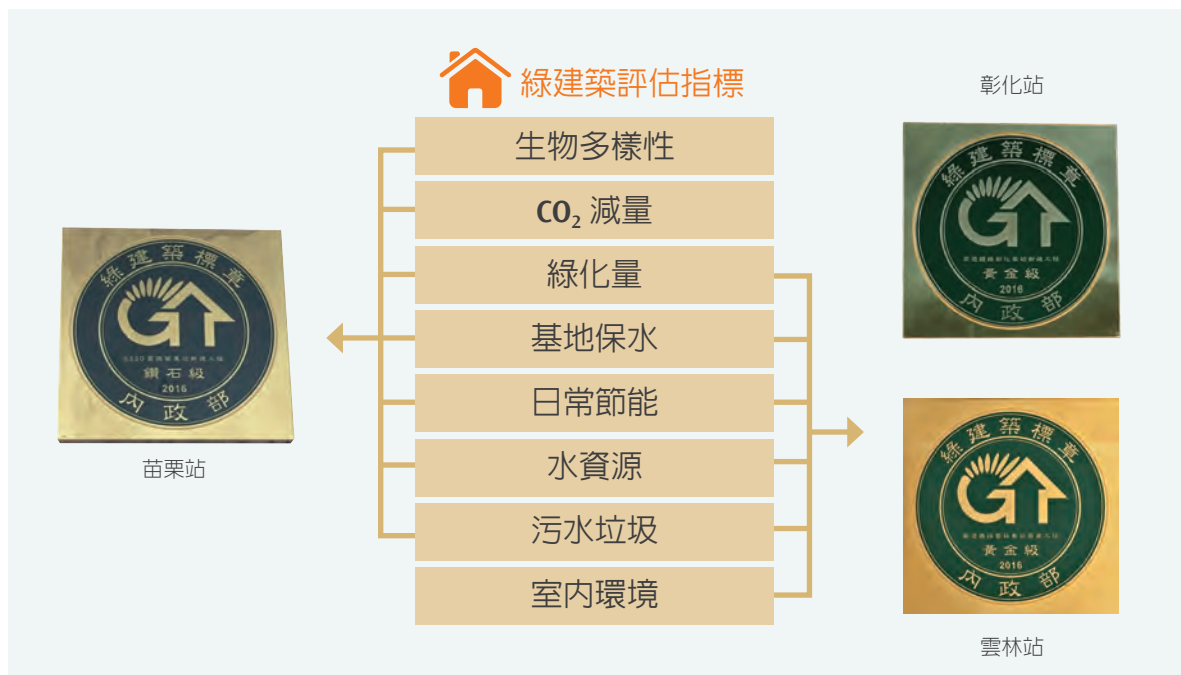 綠建築評估指標
生物多樣性
CO₂ 減量
綠化量
基地保水
日常節能
水資源
污水垃圾
室內環境
綠建築標章
鑽石級
2016
內政部
苗栗站
彰化站
綠建築標章
黃金級
2016
內政部
綠建築標章
黃金級
2016
內政部
雲林站